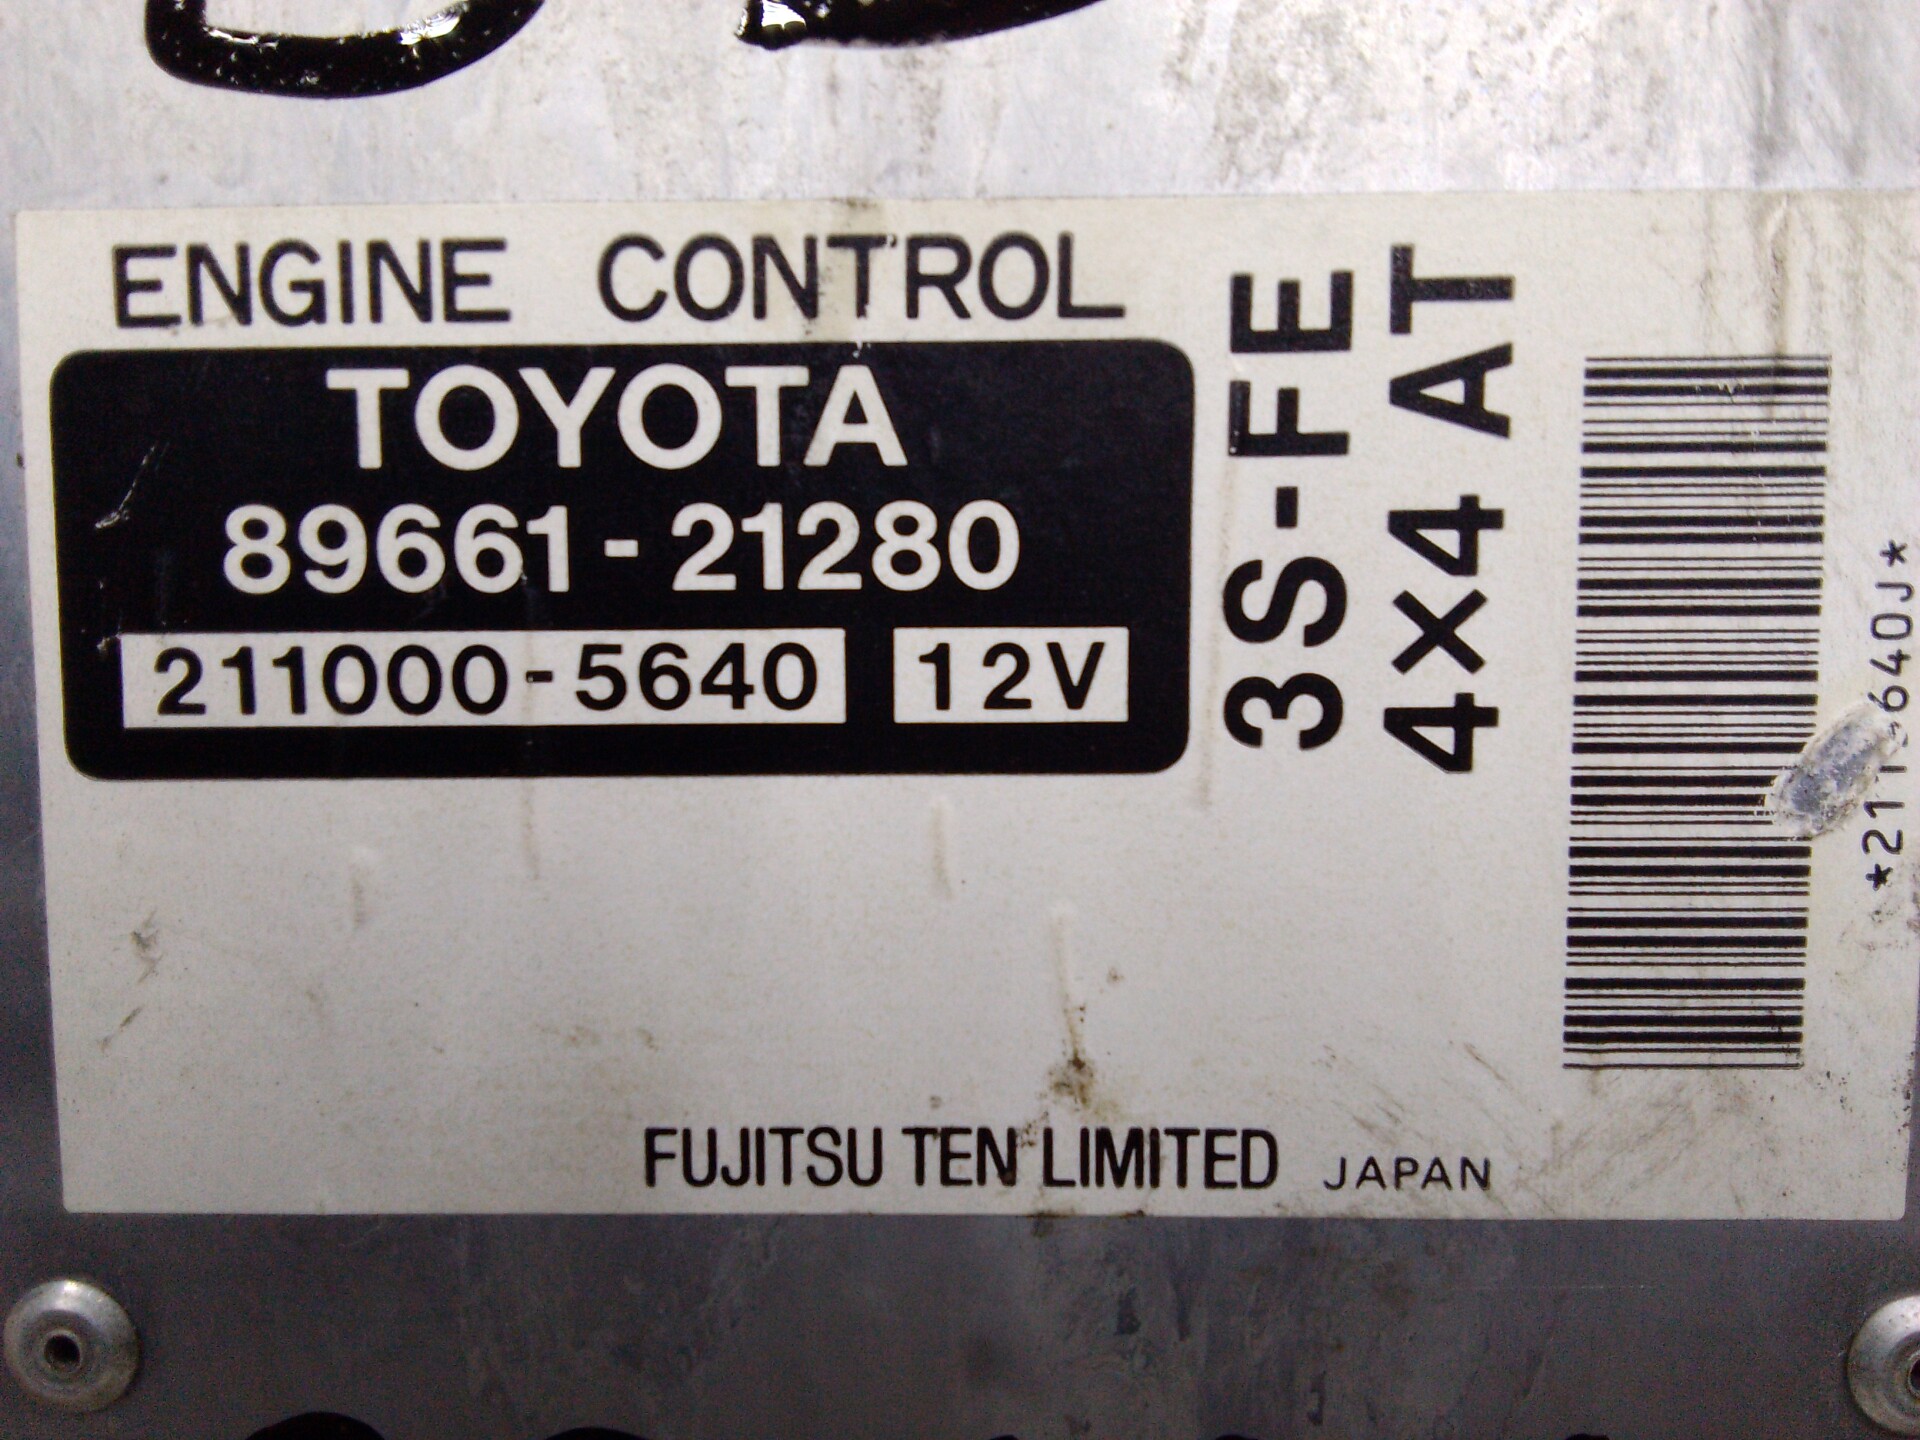 ENGINE CONTROL
TOYOTA
89661-21280
211000-5640 12V
3S-FE
4X4 AT
FUJITSU TEN LIMITED JAPAN